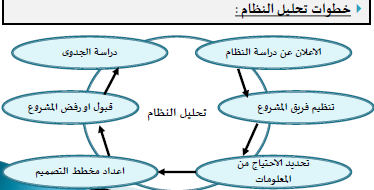 خطوات تحليل النظام :
الاعلان عن دراسة النظام
دراسة الجدوى
تنظيم فريق المشروع
قبول او رفض المشروع
تحليل النظام
تحديد الاحتياج من
المعلومات
اعداد مخطط التصميم